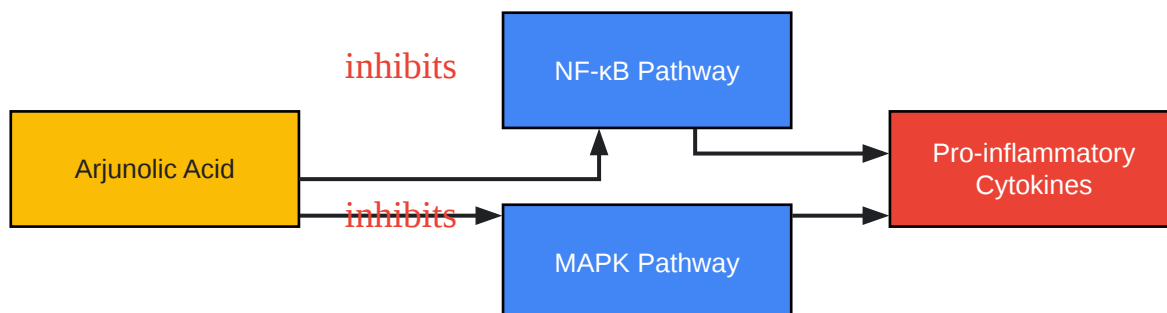 inhibits
NF-κB Pathway
Arjunolic Acid
Pro-inflammatory
Cytokines
inhibits
MAPK Pathway